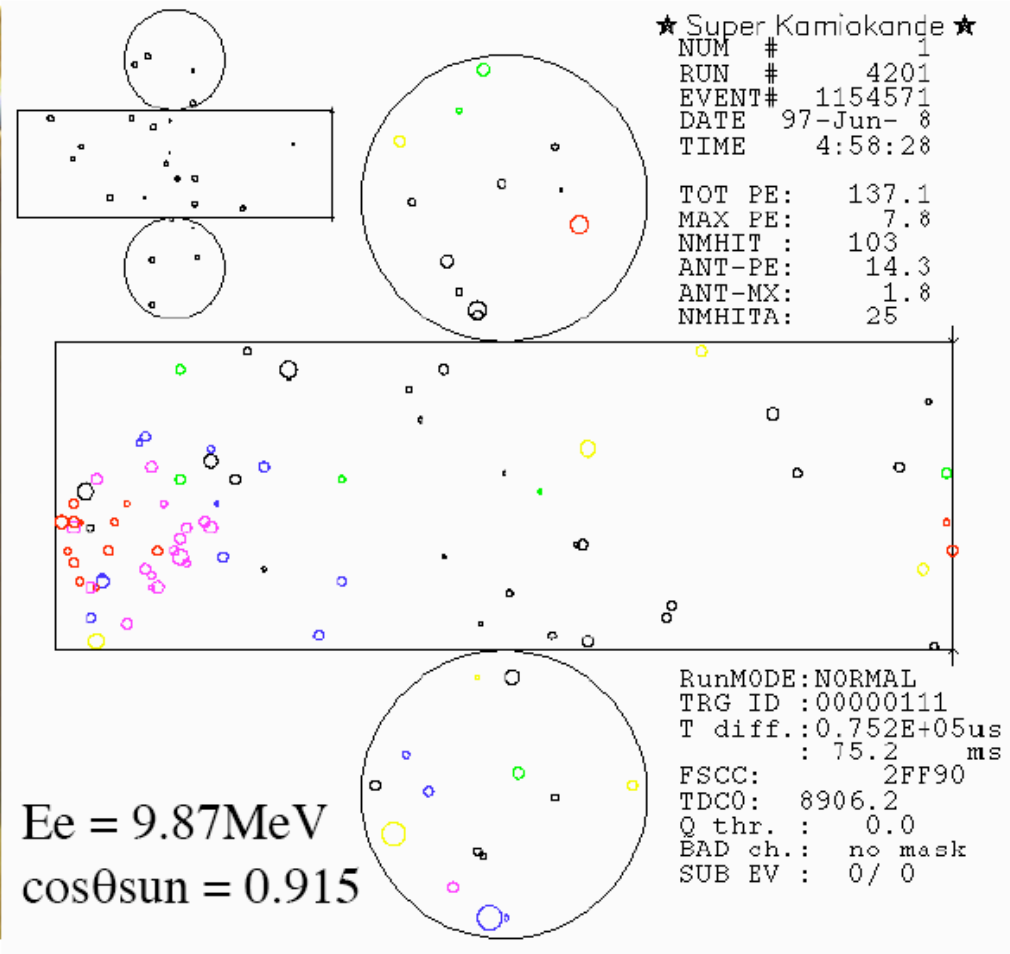 ★ Super Kamiokande ★
NUM # 1
RUN # 4201
EVENT# 1154571
DATE 97-Jun- 8
TIME 4:58:28
TOT PE: 137.1
MAX PE: 7.8
NMHIT : 103
ANT-PE: 14.3
ANT-MX: 1.8
NMHITA: 25
RunMODE:NORMAL
TRG ID :00000111
T diff.:0.752E+05us
: 75.2 ms
FSCC: 2FF90
TDC0: 8906.2
Q thr. : 0.0
BAD ch.: no mask
SUB EV : 0/ 0
Ee = 9.87MeV
cosθsun = 0.915